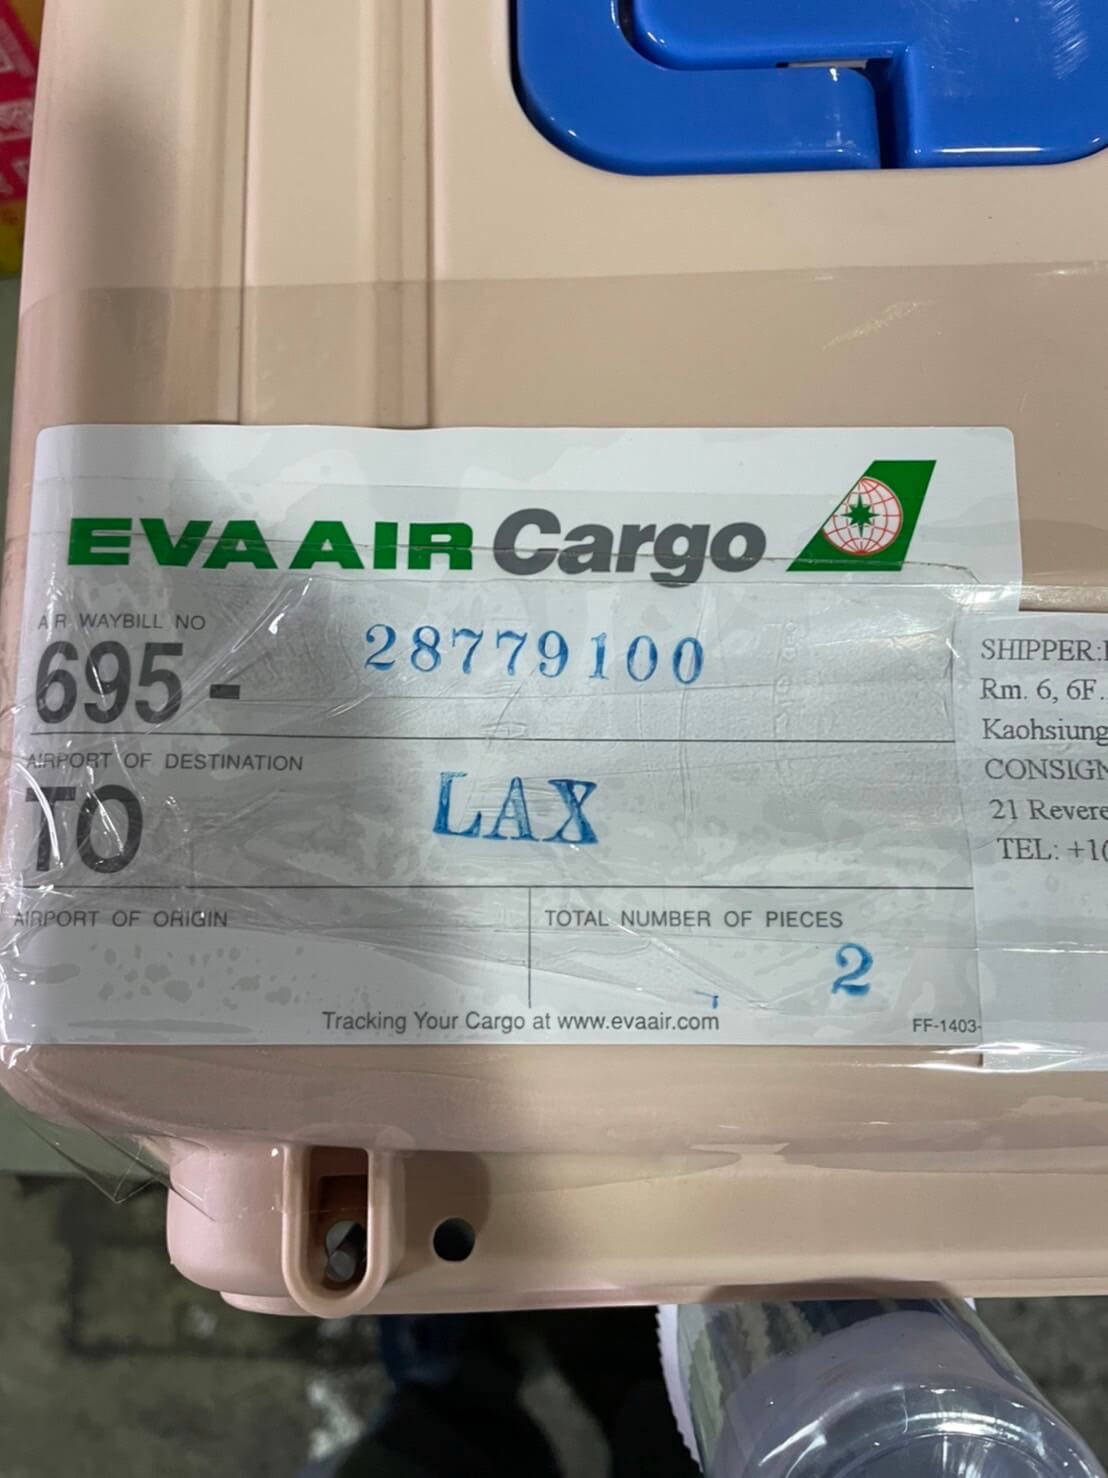 EVA AIR Cargo
AIR WAYBILL NO
695 - 28779100
AIRPORT OF DESTINATION
TO LAX
AIRPORT OF ORIGIN
TOTAL NUMBER OF PIECES
2
Tracking Your Cargo at www.evaair.com
FF-1403-
SHIPPER:
Rm. 6, 6F.
Kaohsiung
CONSIGN
21 Revere
TEL: +1